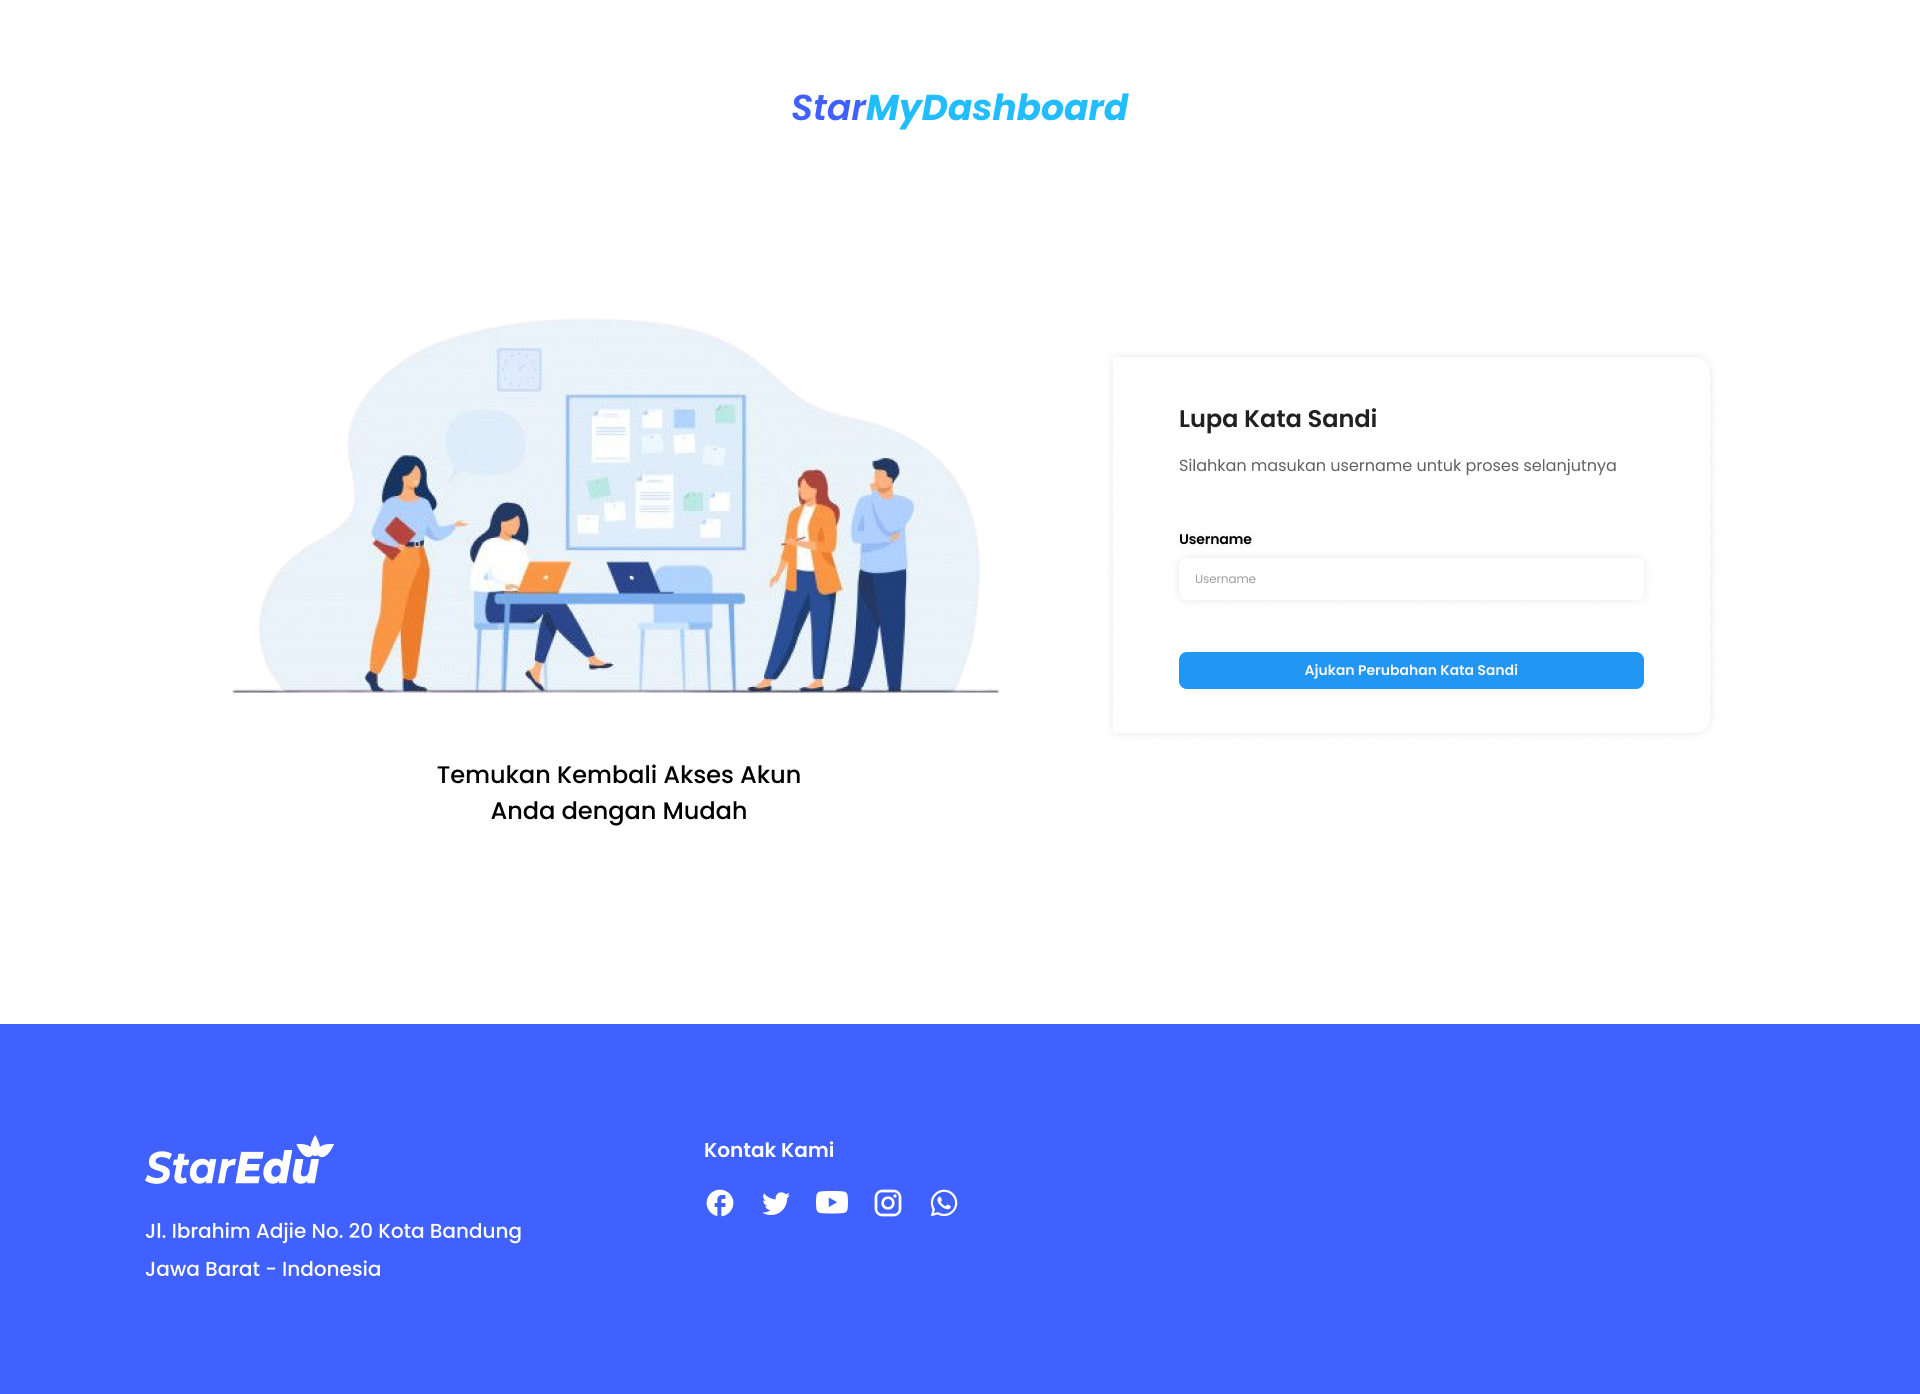 StarMyDashboard
Temukan Kembali Akses Akun
Anda dengan Mudah
Lupa Kata Sandi
Silahkan masukan username untuk proses selanjutnya
Username
Username
Ajukan Perubahan Kata Sandi
StarEdu
Jl. Ibrahim Adjie No. 20 Kota Bandung
Jawa Barat - Indonesia
Kontak Kami